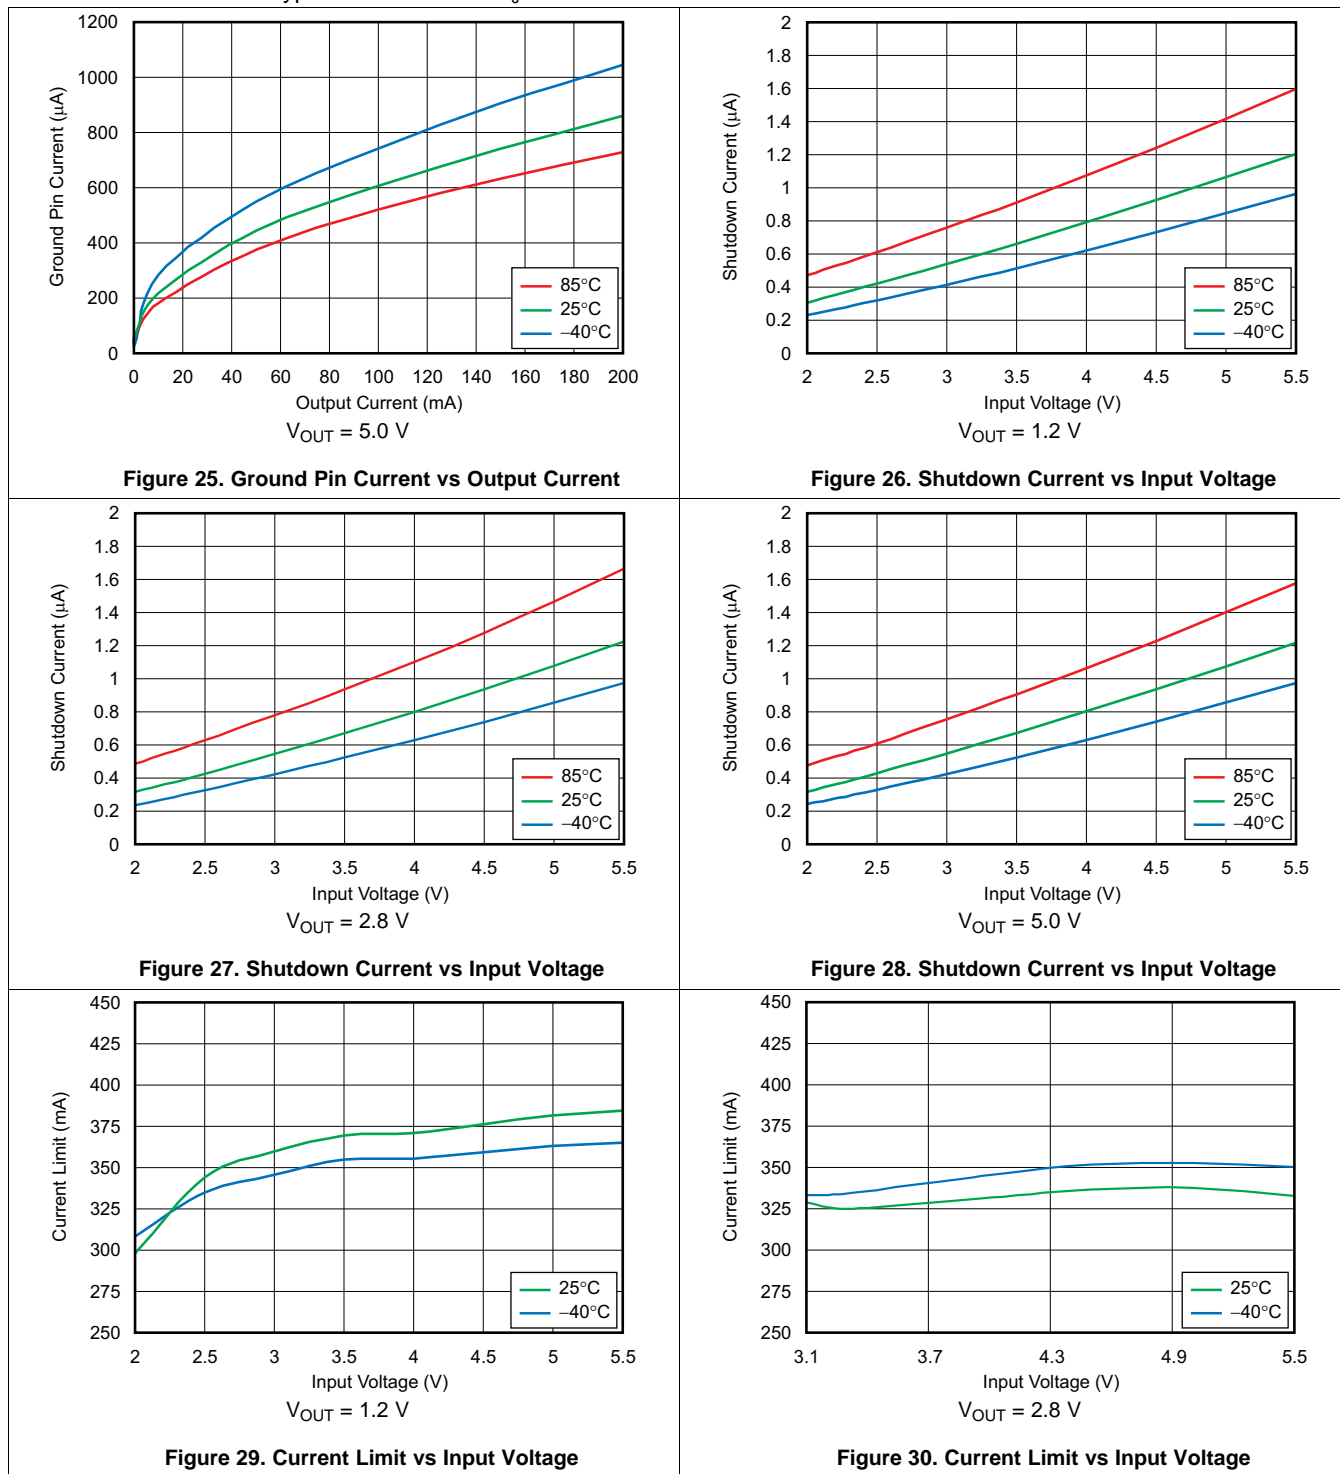 1200
1000
800
600
400
200
0
Ground Pin Current (μA)
85°C
25°C
−40°C
0 20 40 60 80 100 120 140 160 180 200
Output Current (mA)
VOUT = 5.0 V
Figure 25. Ground Pin Current vs Output Current
2
1.8
1.6
1.4
1.2
1
0.8
0.6
0.4
0.2
0
Shutdown Current (μA)
85°C
25°C
−40°C
2 2.5 3 3.5 4 4.5 5 5.5
Input Voltage (V)
VOUT = 1.2 V
Figure 26. Shutdown Current vs Input Voltage
2
1.8
1.6
1.4
1.2
1
0.8
0.6
0.4
0.2
0
Shutdown Current (μA)
85°C
25°C
−40°C
2 2.5 3 3.5 4 4.5 5 5.5
Input Voltage (V)
VOUT = 2.8 V
Figure 27. Shutdown Current vs Input Voltage
2
1.8
1.6
1.4
1.2
1
0.8
0.6
0.4
0.2
0
Shutdown Current (μA)
85°C
25°C
−40°C
2 2.5 3 3.5 4 4.5 5 5.5
Input Voltage (V)
VOUT = 5.0 V
Figure 28. Shutdown Current vs Input Voltage
450
425
400
375
350
325
300
275
250
Current Limit (mA)
25°C
−40°C
2 2.5 3 3.5 4 4.5 5 5.5
Input Voltage (V)
VOUT = 1.2 V
Figure 29. Current Limit vs Input Voltage
450
425
400
375
350
325
300
275
250
Current Limit (mA)
25°C
−40°C
3.1 3.7 4.3 4.9 5.5
Input Voltage (V)
VOUT = 2.8 V
Figure 30. Current Limit vs Input Voltage